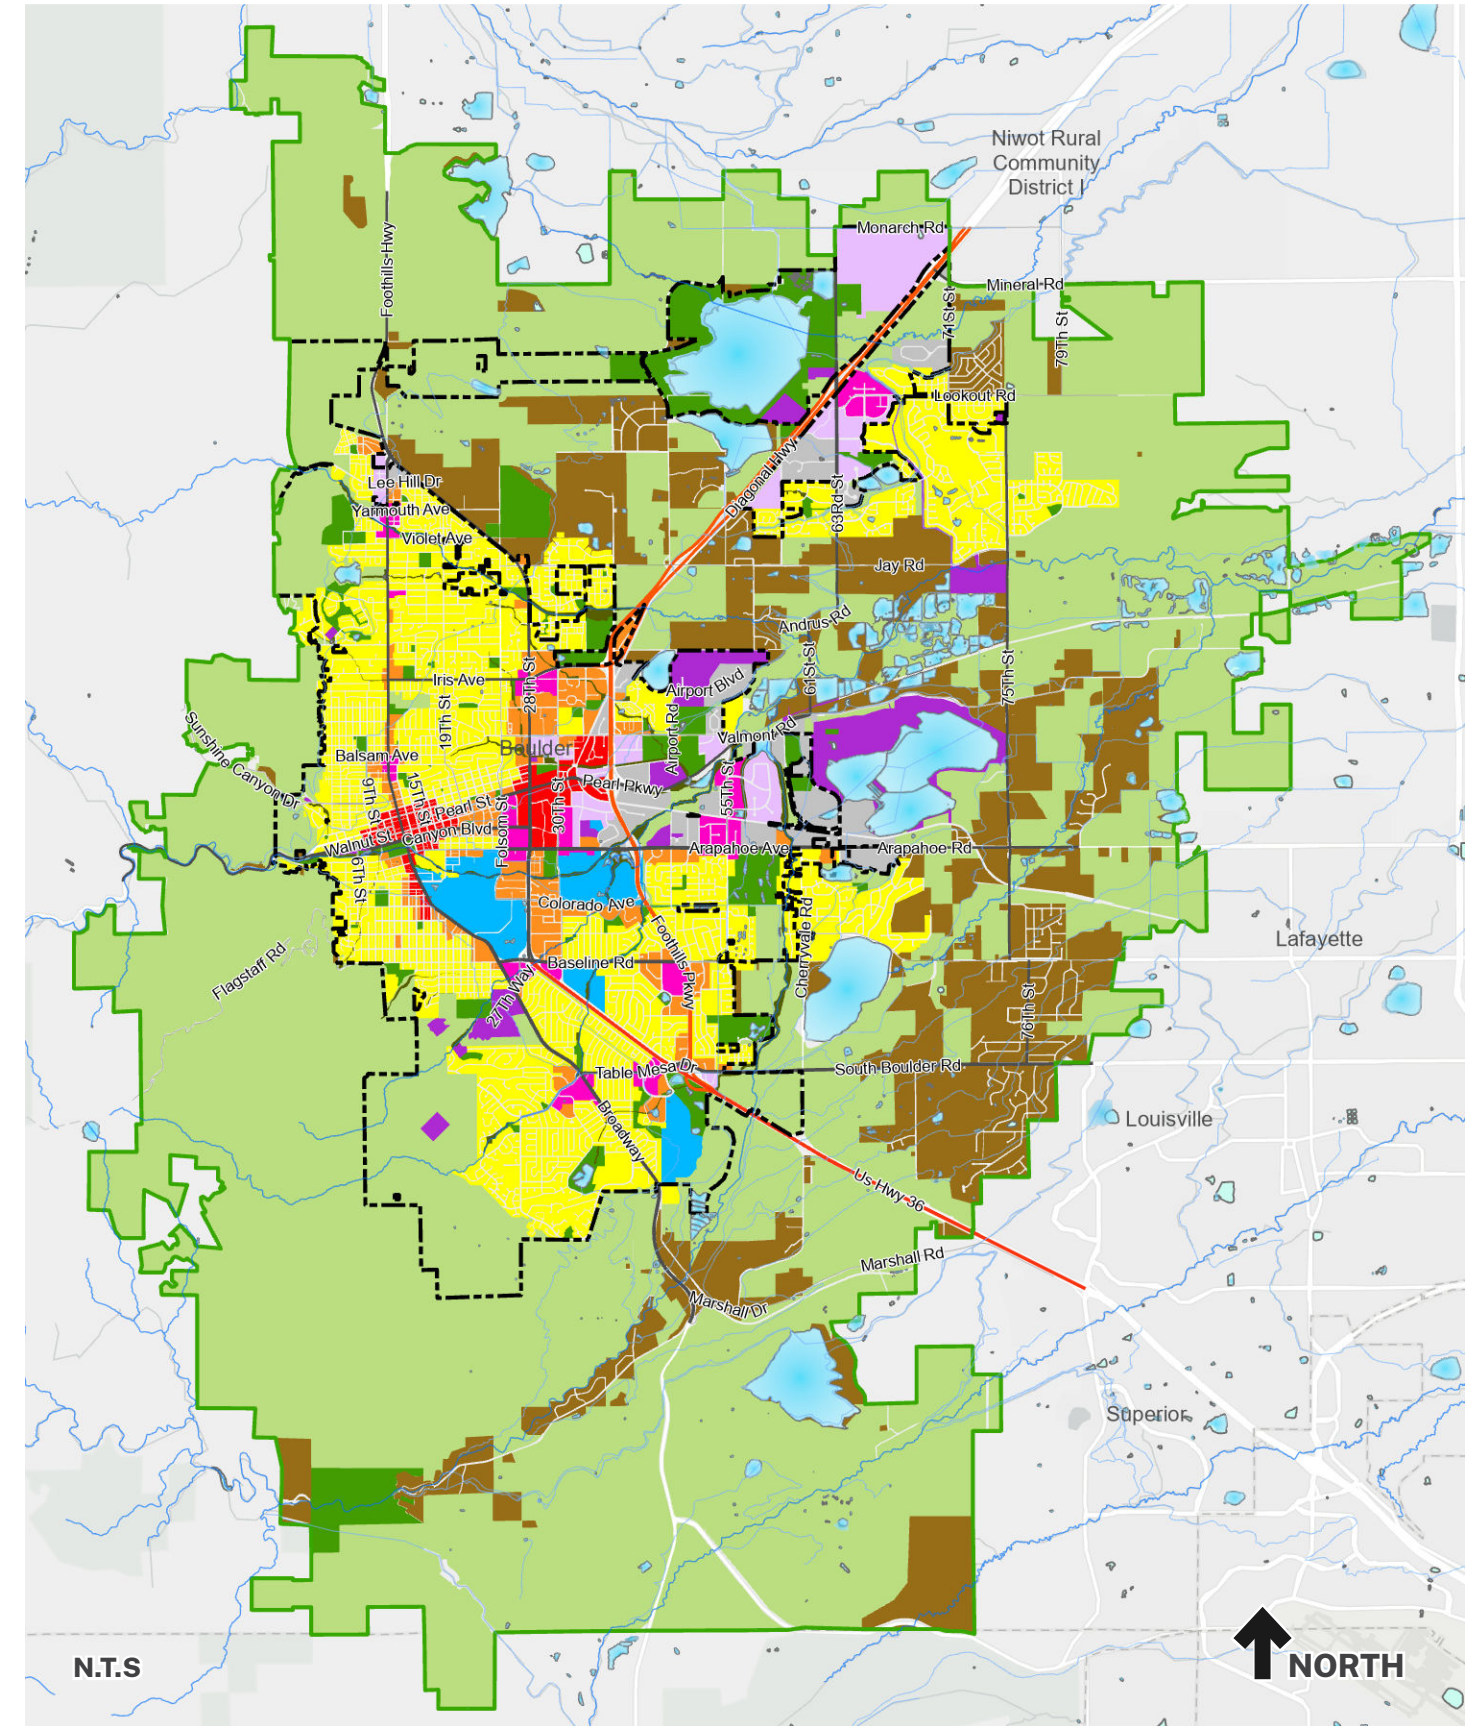 Niwot Rural
Community
District I
Monarch Rd
Foothills Hwy
Mineral Rd
71St St
79Th St
Lookout Rd
Diagonal Hwy
Lee Hill Dr
Yarmouth Ave
63Rd St
Violet Ave
Jay Rd
Andrus Rd
61St St
75Th St
Iris Ave
28Th St
Airport Blvd
19Th St
Airport Rd
Valmont Rd
Sunshine Canyon Dr
Boulder
Balsam Ave
Pearl Pkwy
9Th St
15Th St
Pearl St
55Th St
30Th St
Folsom St
Walnut St
Canyon Blvd
Arapahoe Ave
Arapahoe Rd
6Th St
Colorado Ave
Cherryvale Rd
Foothills Pkwy
Lafayette
Flagstaff Rd
Baseline Rd
27Th Way
76Th St
Table Mesa Dr
South Boulder Rd
Broadway
Louisville
Us Hwy 36
Marshall Rd
Marshall Dr
Superior
N.T.S
NORTH